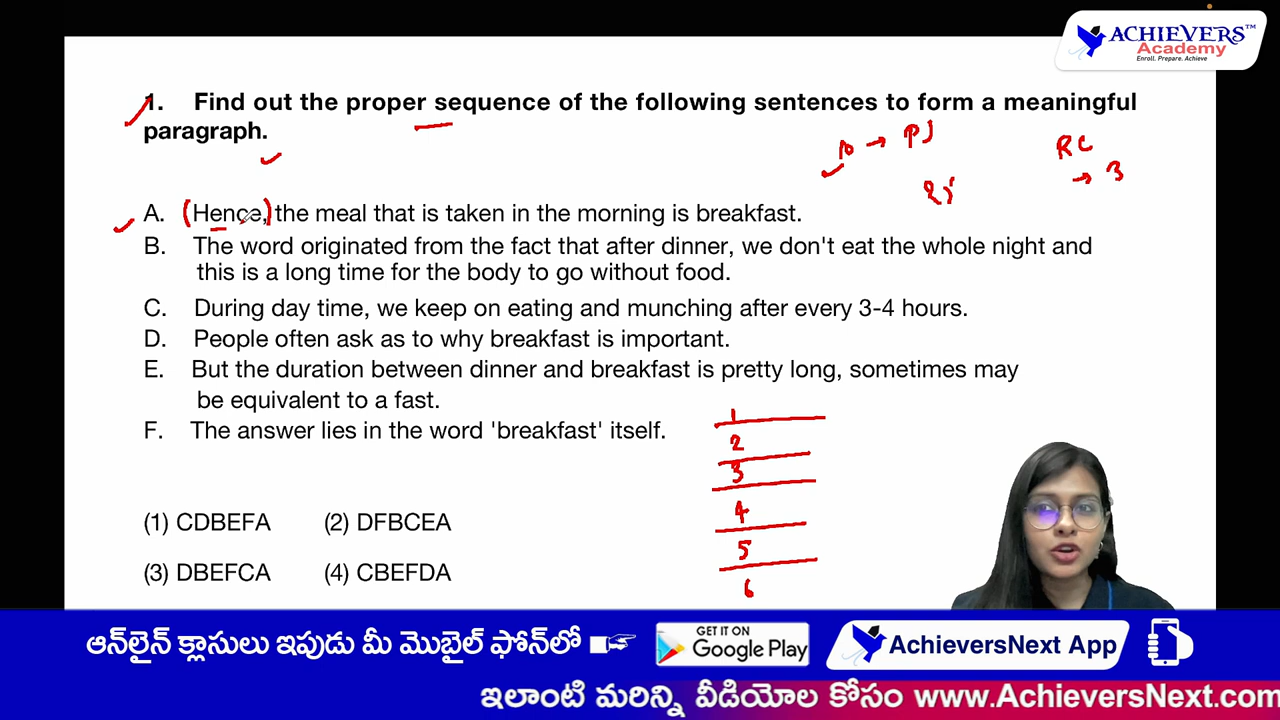 ACHIEVERS™
Academy
Enroll. Prepare. Achieve
1. Find out the proper sequence of the following sentences to form a meaningful
paragraph.
10 → PJ
RC
→ 3
A. (Hence,) the meal that is taken in the morning is breakfast.
B. The word originated from the fact that after dinner, we don't eat the whole night and
this is a long time for the body to go without food.
C. During day time, we keep on eating and munching after every 3-4 hours.
D. People often ask as to why breakfast is important.
E. But the duration between dinner and breakfast is pretty long, sometimes may
be equivalent to a fast.
F. The answer lies in the word 'breakfast' itself.
1
2
3
4
5
6
(1) CDBEFA (2) DFBCEA
(3) DBEFCA (4) CBEFDA
ఆన్‌లైన్ క్లాసులు ఇపుడు మీ మొబైల్ ఫోన్‌లో
GET IT ON
Google Play
AchieversNext App
ఇలాంటి మరిన్ని వీడియోల కోసం www.AchieversNext.com